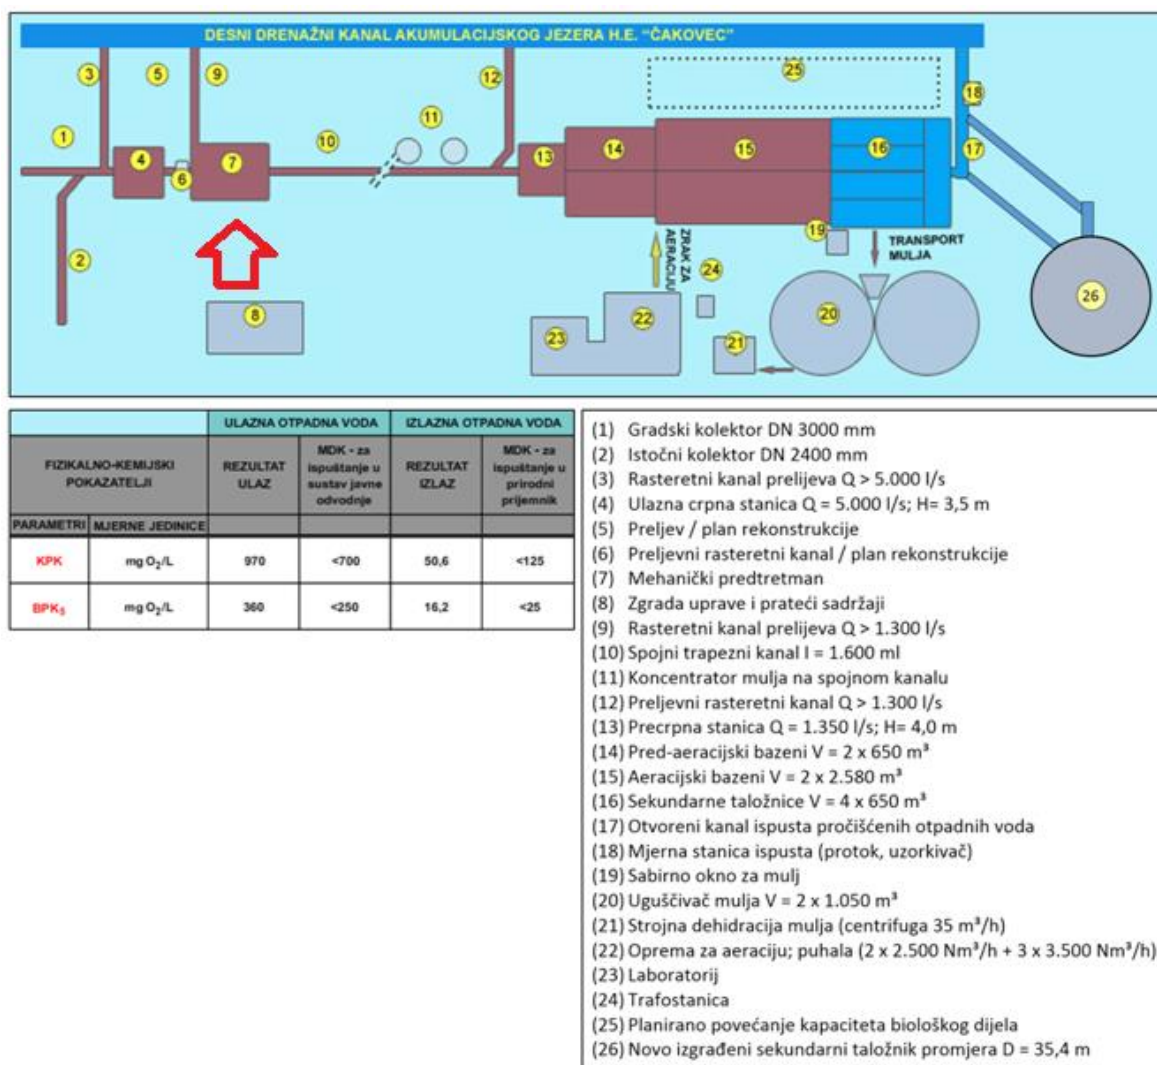 DESNI DRENAŽNI KANAL AKUMULACIJSKOG JEZERA H.E. “ČAKOVEC”
3
5
9
12
25
18
1
11
10
4
6
7
13
14
15
16
17
2
19
TRANSPORT
MULJA
ZRAK ZA
AERACIJU
24
8
22
23
20
21
26
ULAZNA OTPADNA VODA
IZLAZNA OTPADNA VODA
FIZIKALNO-KEMIJSKI
POKAZATELJI
REZULTAT
ULAZ
MDK - za
ispuštanje u
sustav javne
odvodnje
REZULTAT
IZLAZ
MDK - za
ispuštanje u
prirodni
prijemnik
PARAMETRI MJERNE JEDINICE
KPK mg O₂/L 970 <700 50,6 <125
BPK₅ mg O₂/L 360 <250 16,2 <25
(1) Gradski kolektor DN 3000 mm
(2) Istočni kolektor DN 2400 mm
(3) Rasteretni kanal prelijeva Q > 5.000 l/s
(4) Ulazna crpna stanica Q = 5.000 l/s; H= 3,5 m
(5) Preljev / plan rekonstrukcije
(6) Preljevni rasteretni kanal / plan rekonstrukcije
(7) Mehanički predtretman
(8) Zgrada uprave i prateći sadržaji
(9) Rasteretni kanal prelijeva Q > 1.300 l/s
(10) Spojni trapezni kanal l = 1.600 ml
(11) Koncentrator mulja na spojnom kanalu
(12) Preljevni rasteretni kanal Q > 1.300 l/s
(13) Precrpna stanica Q = 1.350 l/s; H= 4,0 m
(14) Pred-aeracijski bazeni V = 2 x 650 m³
(15) Aeracijski bazeni V = 2 x 2.580 m³
(16) Sekundarne taložnice V = 4 x 650 m³
(17) Otvoreni kanal ispusta pročišćenih otpadnih voda
(18) Mjerna stanica ispusta (protok, uzorkivač)
(19) Sabirno okno za mulj
(20) Uguščivač mulja V = 2 x 1.050 m³
(21) Strojna dehidracija mulja (centrifuga 35 m³/h)
(22) Oprema za aeraciju; puhala (2 x 2.500 Nm³/h + 3 x 3.500 Nm³/h)
(23) Laboratorij
(24) Trafostanica
(25) Planirano povećanje kapaciteta biološkog dijela
(26) Novo izgrađeni sekundarni taložnik promjera D = 35,4 m